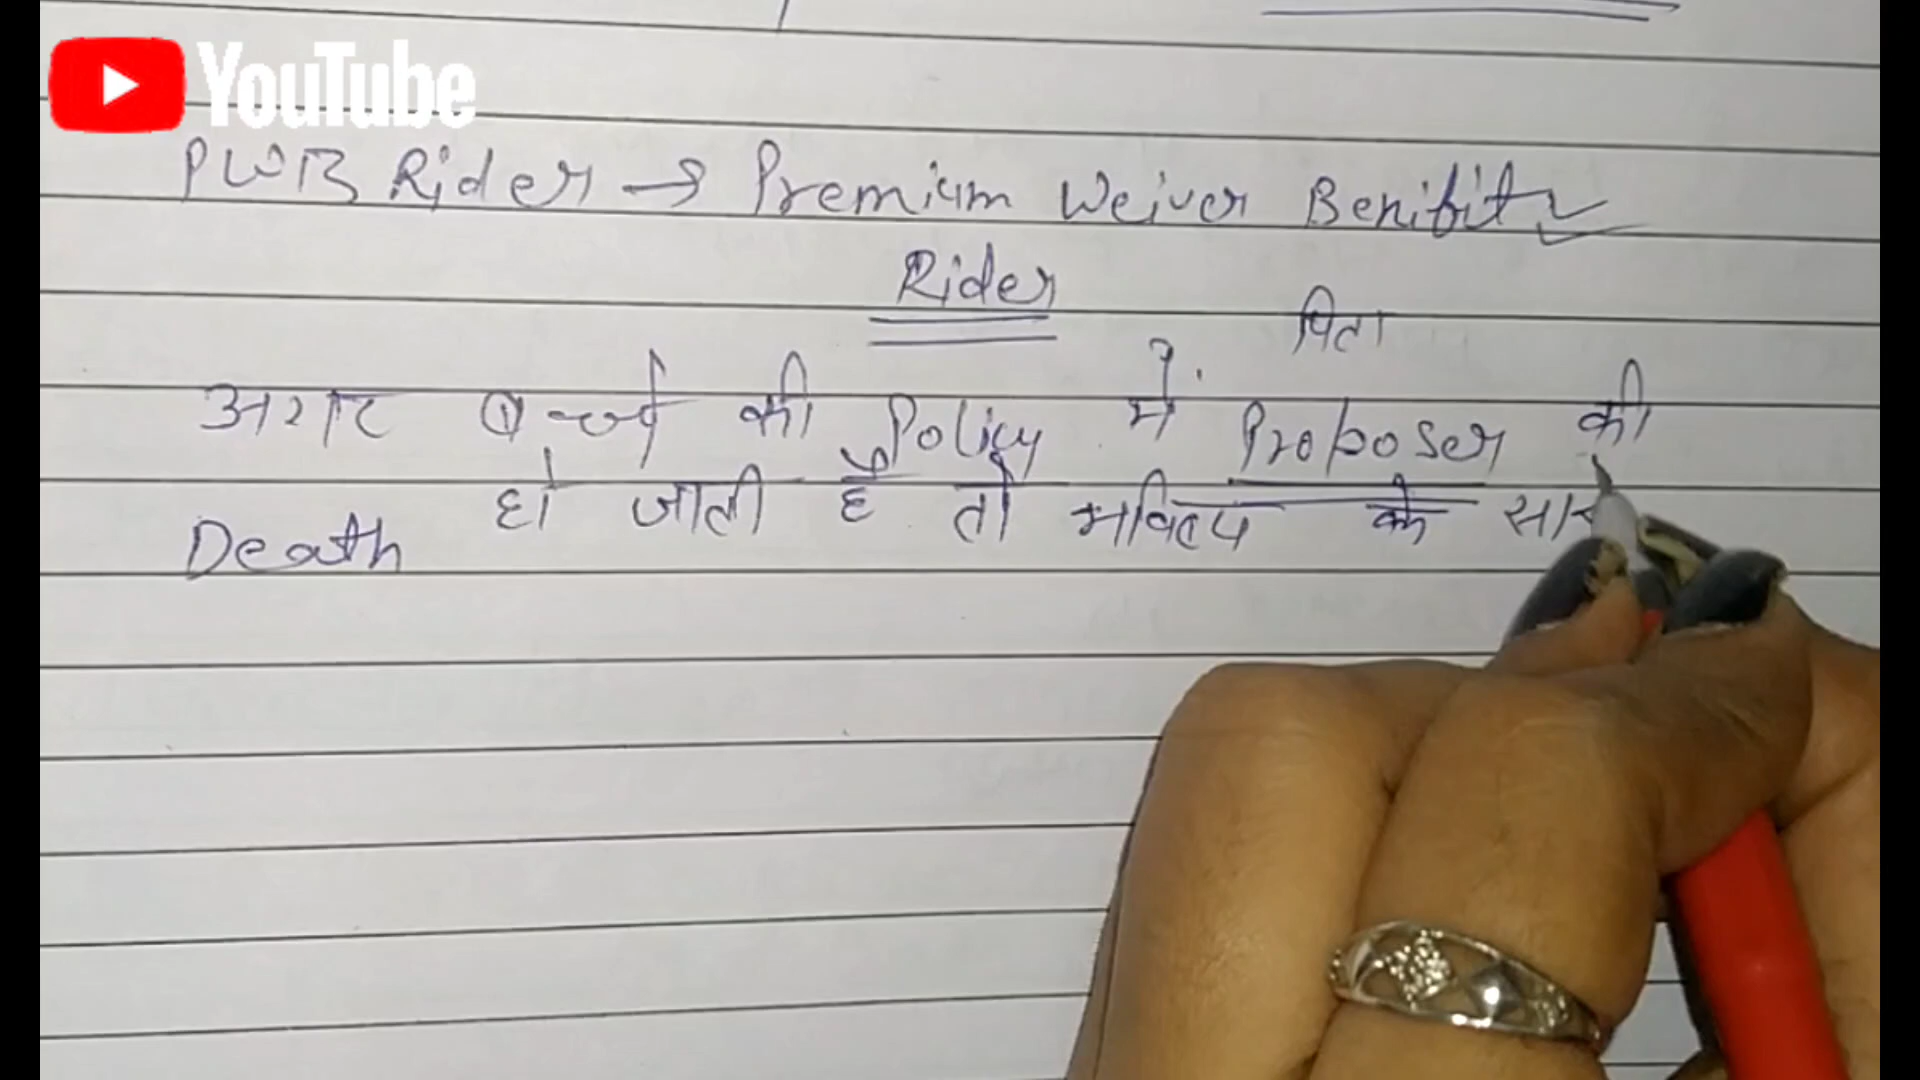 YouTube
PWB Rider → Premium Weiver Benifit
Rider
पिता
अगर बच्चे की Policy में Proposer की
Death हो जाती है तो भविष्य के सा